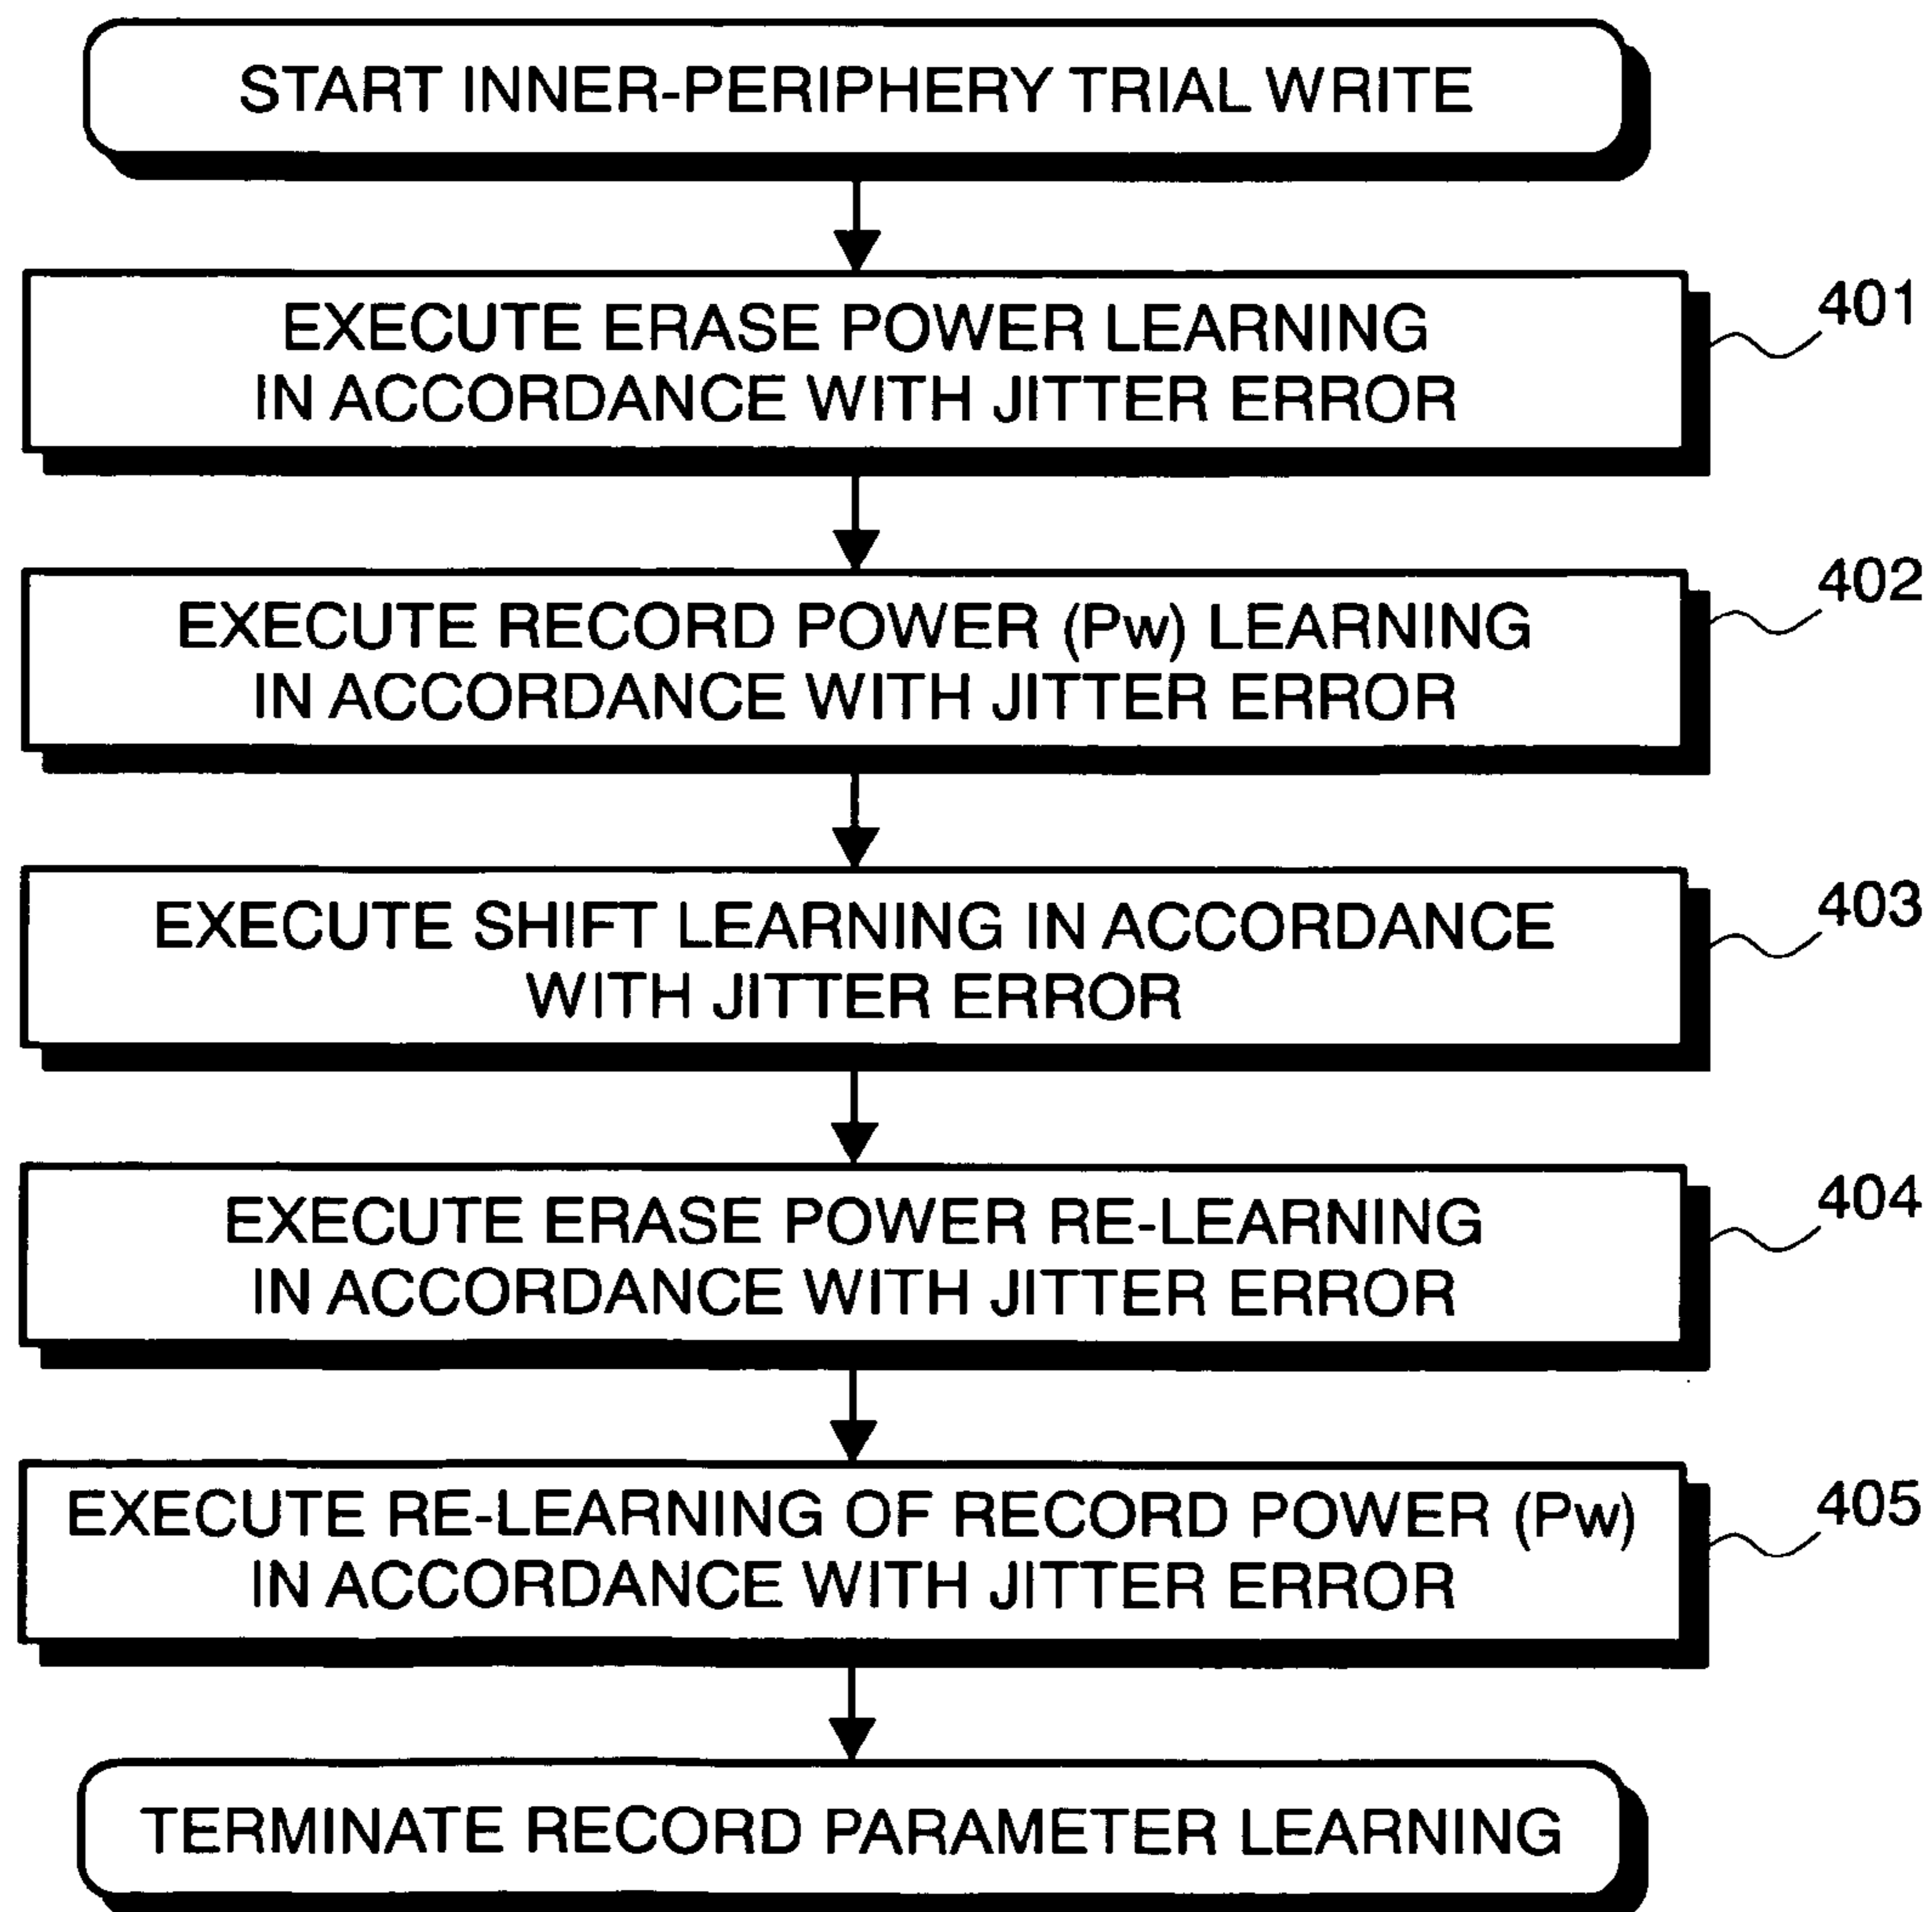 START INNER-PERIPHERY TRIAL WRITE
EXECUTE ERASE POWER LEARNING
IN ACCORDANCE WITH JITTER ERROR
401
EXECUTE RECORD POWER (Pw) LEARNING
IN ACCORDANCE WITH JITTER ERROR
402
EXECUTE SHIFT LEARNING IN ACCORDANCE
WITH JITTER ERROR
403
EXECUTE ERASE POWER RE-LEARNING
IN ACCORDANCE WITH JITTER ERROR
404
EXECUTE RE-LEARNING OF RECORD POWER (Pw)
IN ACCORDANCE WITH JITTER ERROR
405
TERMINATE RECORD PARAMETER LEARNING